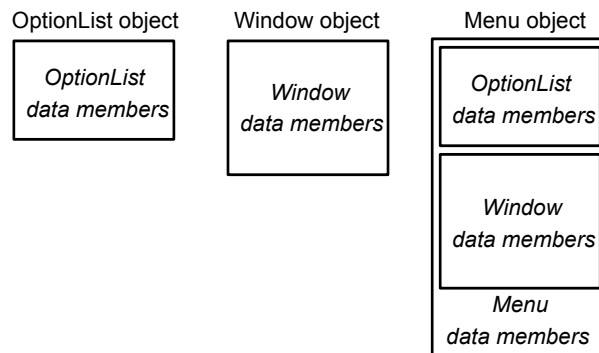 OptionList object
OptionList
data members
Window object
Window
data members
Menu object
OptionList
data members
Window
data members
Menu
data members